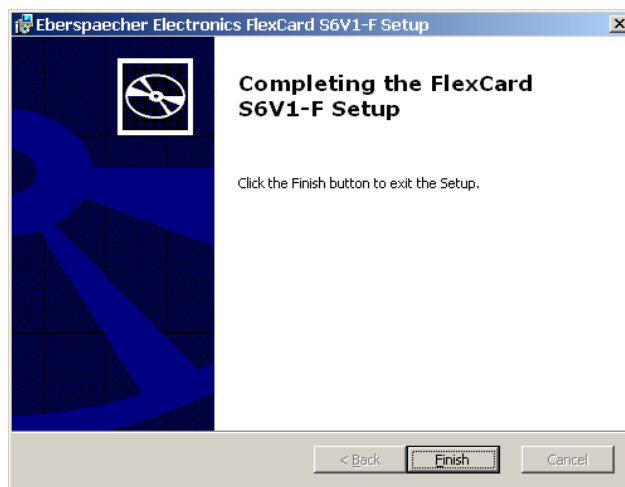 Eberspaecher Electronics FlexCard S6V1-F Setup
Completing the FlexCard
S6V1-F Setup
Click the Finish button to exit the Setup.
< Back
Finish
Cancel